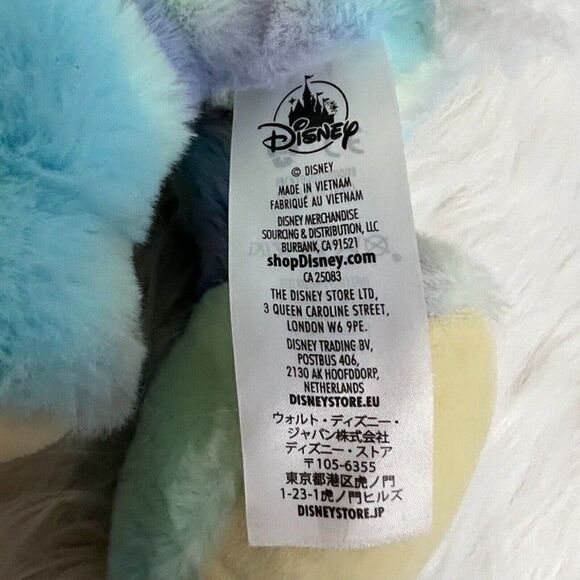 Disney
© DISNEY
MADE IN VIETNAM
FABRIQUÉ AU VIETNAM
DISNEY MERCHANDISE
SOURCING & DISTRIBUTION, LLC
BURBANK, CA 91521
shopDisney.com
CA 25083
THE DISNEY STORE LTD,
3 QUEEN CAROLINE STREET,
LONDON W6 9PE.
DISNEY TRADING BV,
POSTBUS 406,
2130 AK HOOFDDORP,
NETHERLANDS
DISNEYSTORE.EU
ウォルト・ディズニー・
ジャパン株式会社
ディズニー・ストア
〒105-6355
東京都港区虎ノ門
1-23-1虎ノ門ヒルズ
DISNEYSTORE.JP